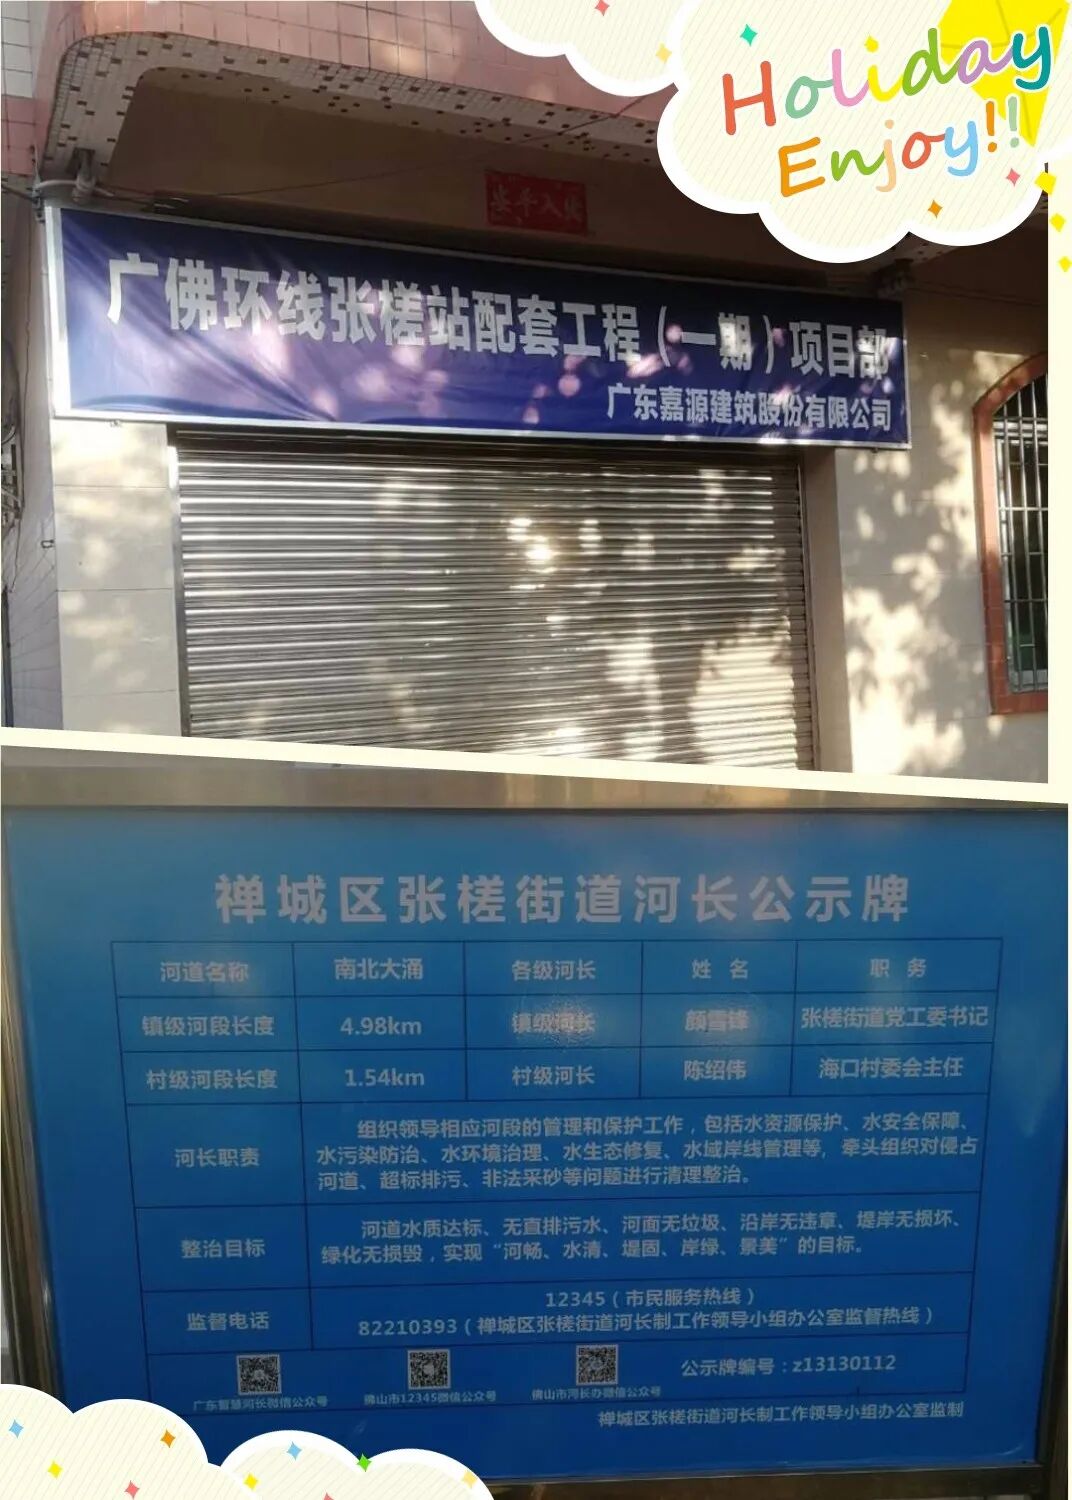 Holiday
Enjoy!!
出入平安
广佛环线张槎站配套工程（一期）项目部
广东嘉源建筑股份有限公司
禅城区张槎街道河长公示牌
河道名称 南北大涌 各级河长 姓 名 职 务
镇级河段长度 4.98km 镇级河长 颜雪锋 张槎街道党工委书记
村级河段长度 1.54km 村级河长 陈绍伟 海口村委会主任
河长职责
组织领导相应河段的管理和保护工作，包括水资源保护、水安全保障、
水污染防治、水环境治理、水生态修复、水域岸线管理等，牵头组织对侵占
河道、超标排污、非法采砂等问题进行清理整治。
整治目标
河道水质达标、无直排污水、河面无垃圾、沿岸无违章、堤岸无损坏、
绿化无损毁，实现“河畅、水清、堤固、岸绿、景美”的目标。
监督电话
12345（市民服务热线）
82210393（禅城区张槎街道河长制工作领导小组办公室监督热线）
广东智慧河长微信公众号 佛山市12345微信公众号 佛山市河长办微信公众号
公示牌编号：z13130112
禅城区张槎街道河长制工作领导小组办公室监制